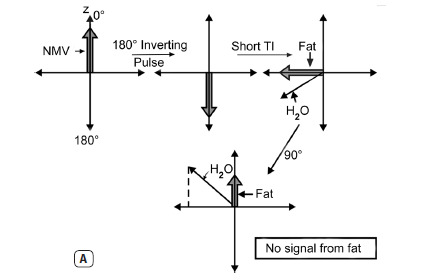 z
0°
NMV
180° Inverting
Pulse
Short TI
Fat
H₂O
180°
90°
H₂O
Fat
No signal from fat
A